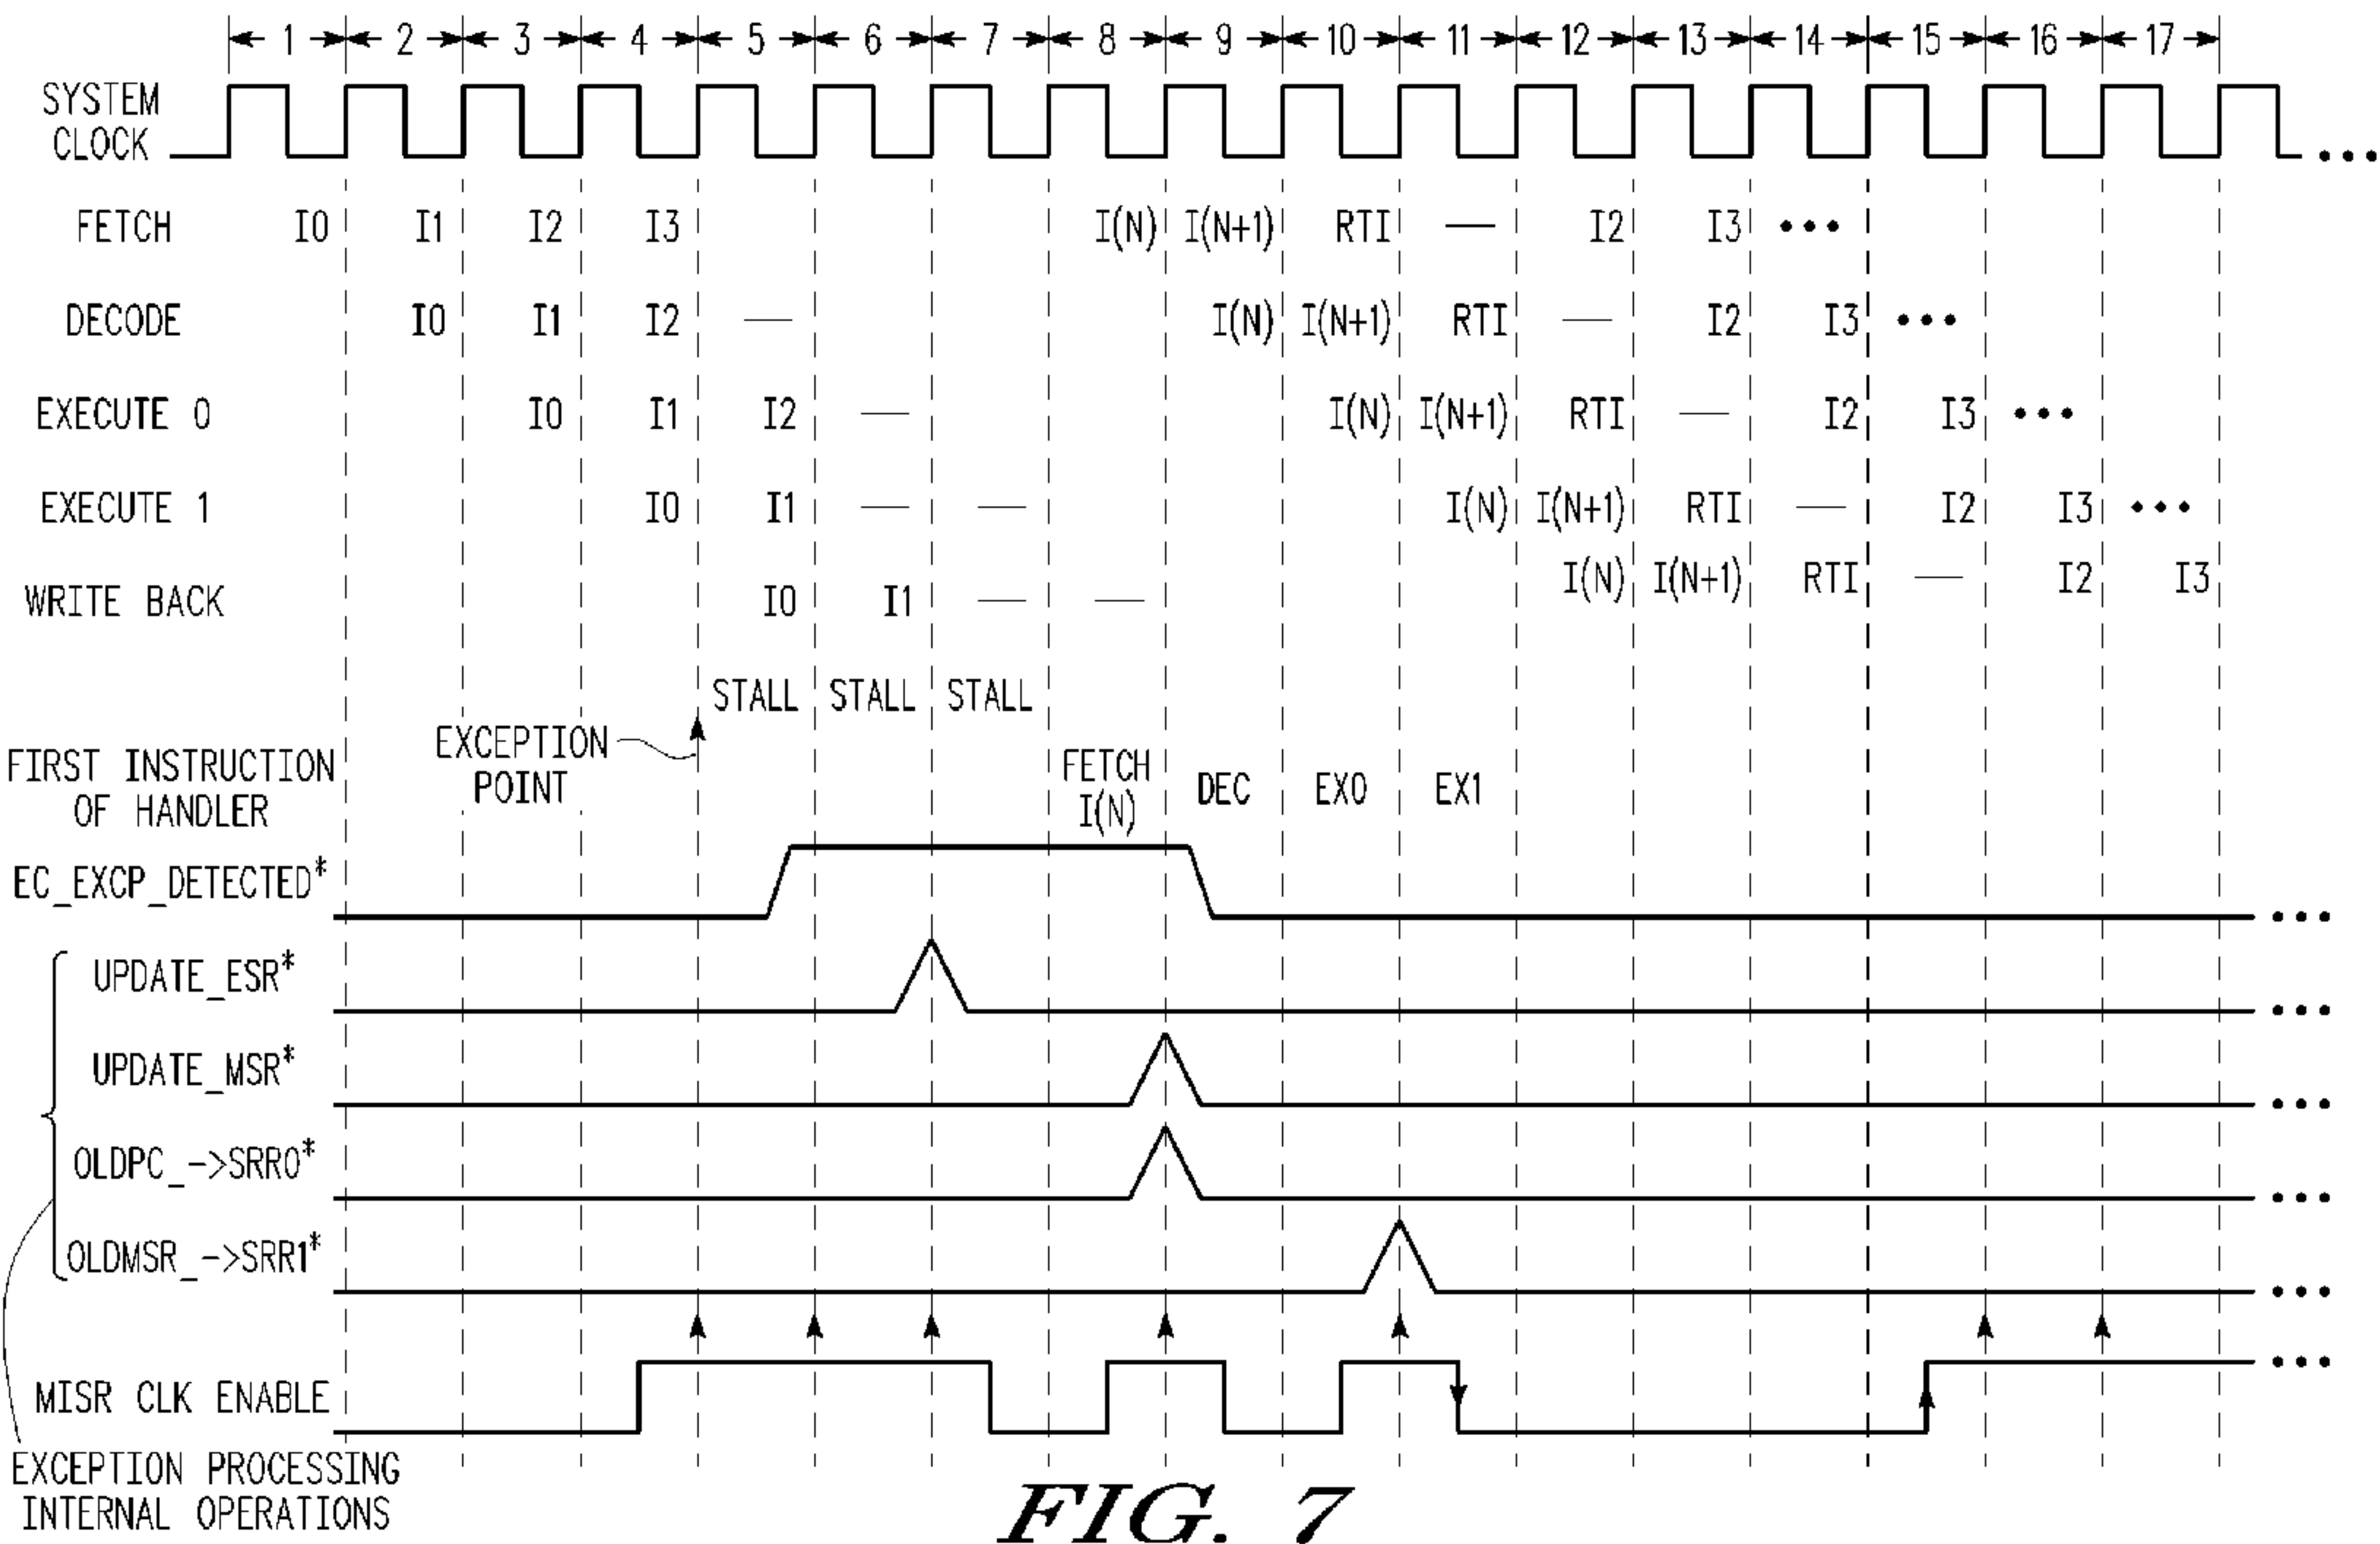 1 2 3 4 5 6 7 8 9 10 11 12 13 14 15 16 17
SYSTEM
CLOCK
•••
FETCH I0 I1 I2 I3 I(N) I(N+1) RTI — I2 I3 •••
DECODE I0 I1 I2 — I(N) I(N+1) RTI — I2 I3 •••
EXECUTE 0 I0 I1 I2 — I(N) I(N+1) RTI — I2 I3 •••
EXECUTE 1 I0 I1 — — I(N) I(N+1) RTI — I2 I3 •••
WRITE BACK I0 I1 — — I(N) I(N+1) RTI — I2 I3
STALL STALL STALL
EXCEPTION
POINT
FIRST INSTRUCTION
OF HANDLER
FETCH
I(N)
DEC EX0 EX1
EC_EXCP_DETECTED* •••
UPDATE_ESR* •••
UPDATE_MSR* •••
OLDPC_->SRR0* •••
OLDMSR_->SRR1* •••
MISR CLK ENABLE •••
EXCEPTION PROCESSING
INTERNAL OPERATIONS
FIG. 7